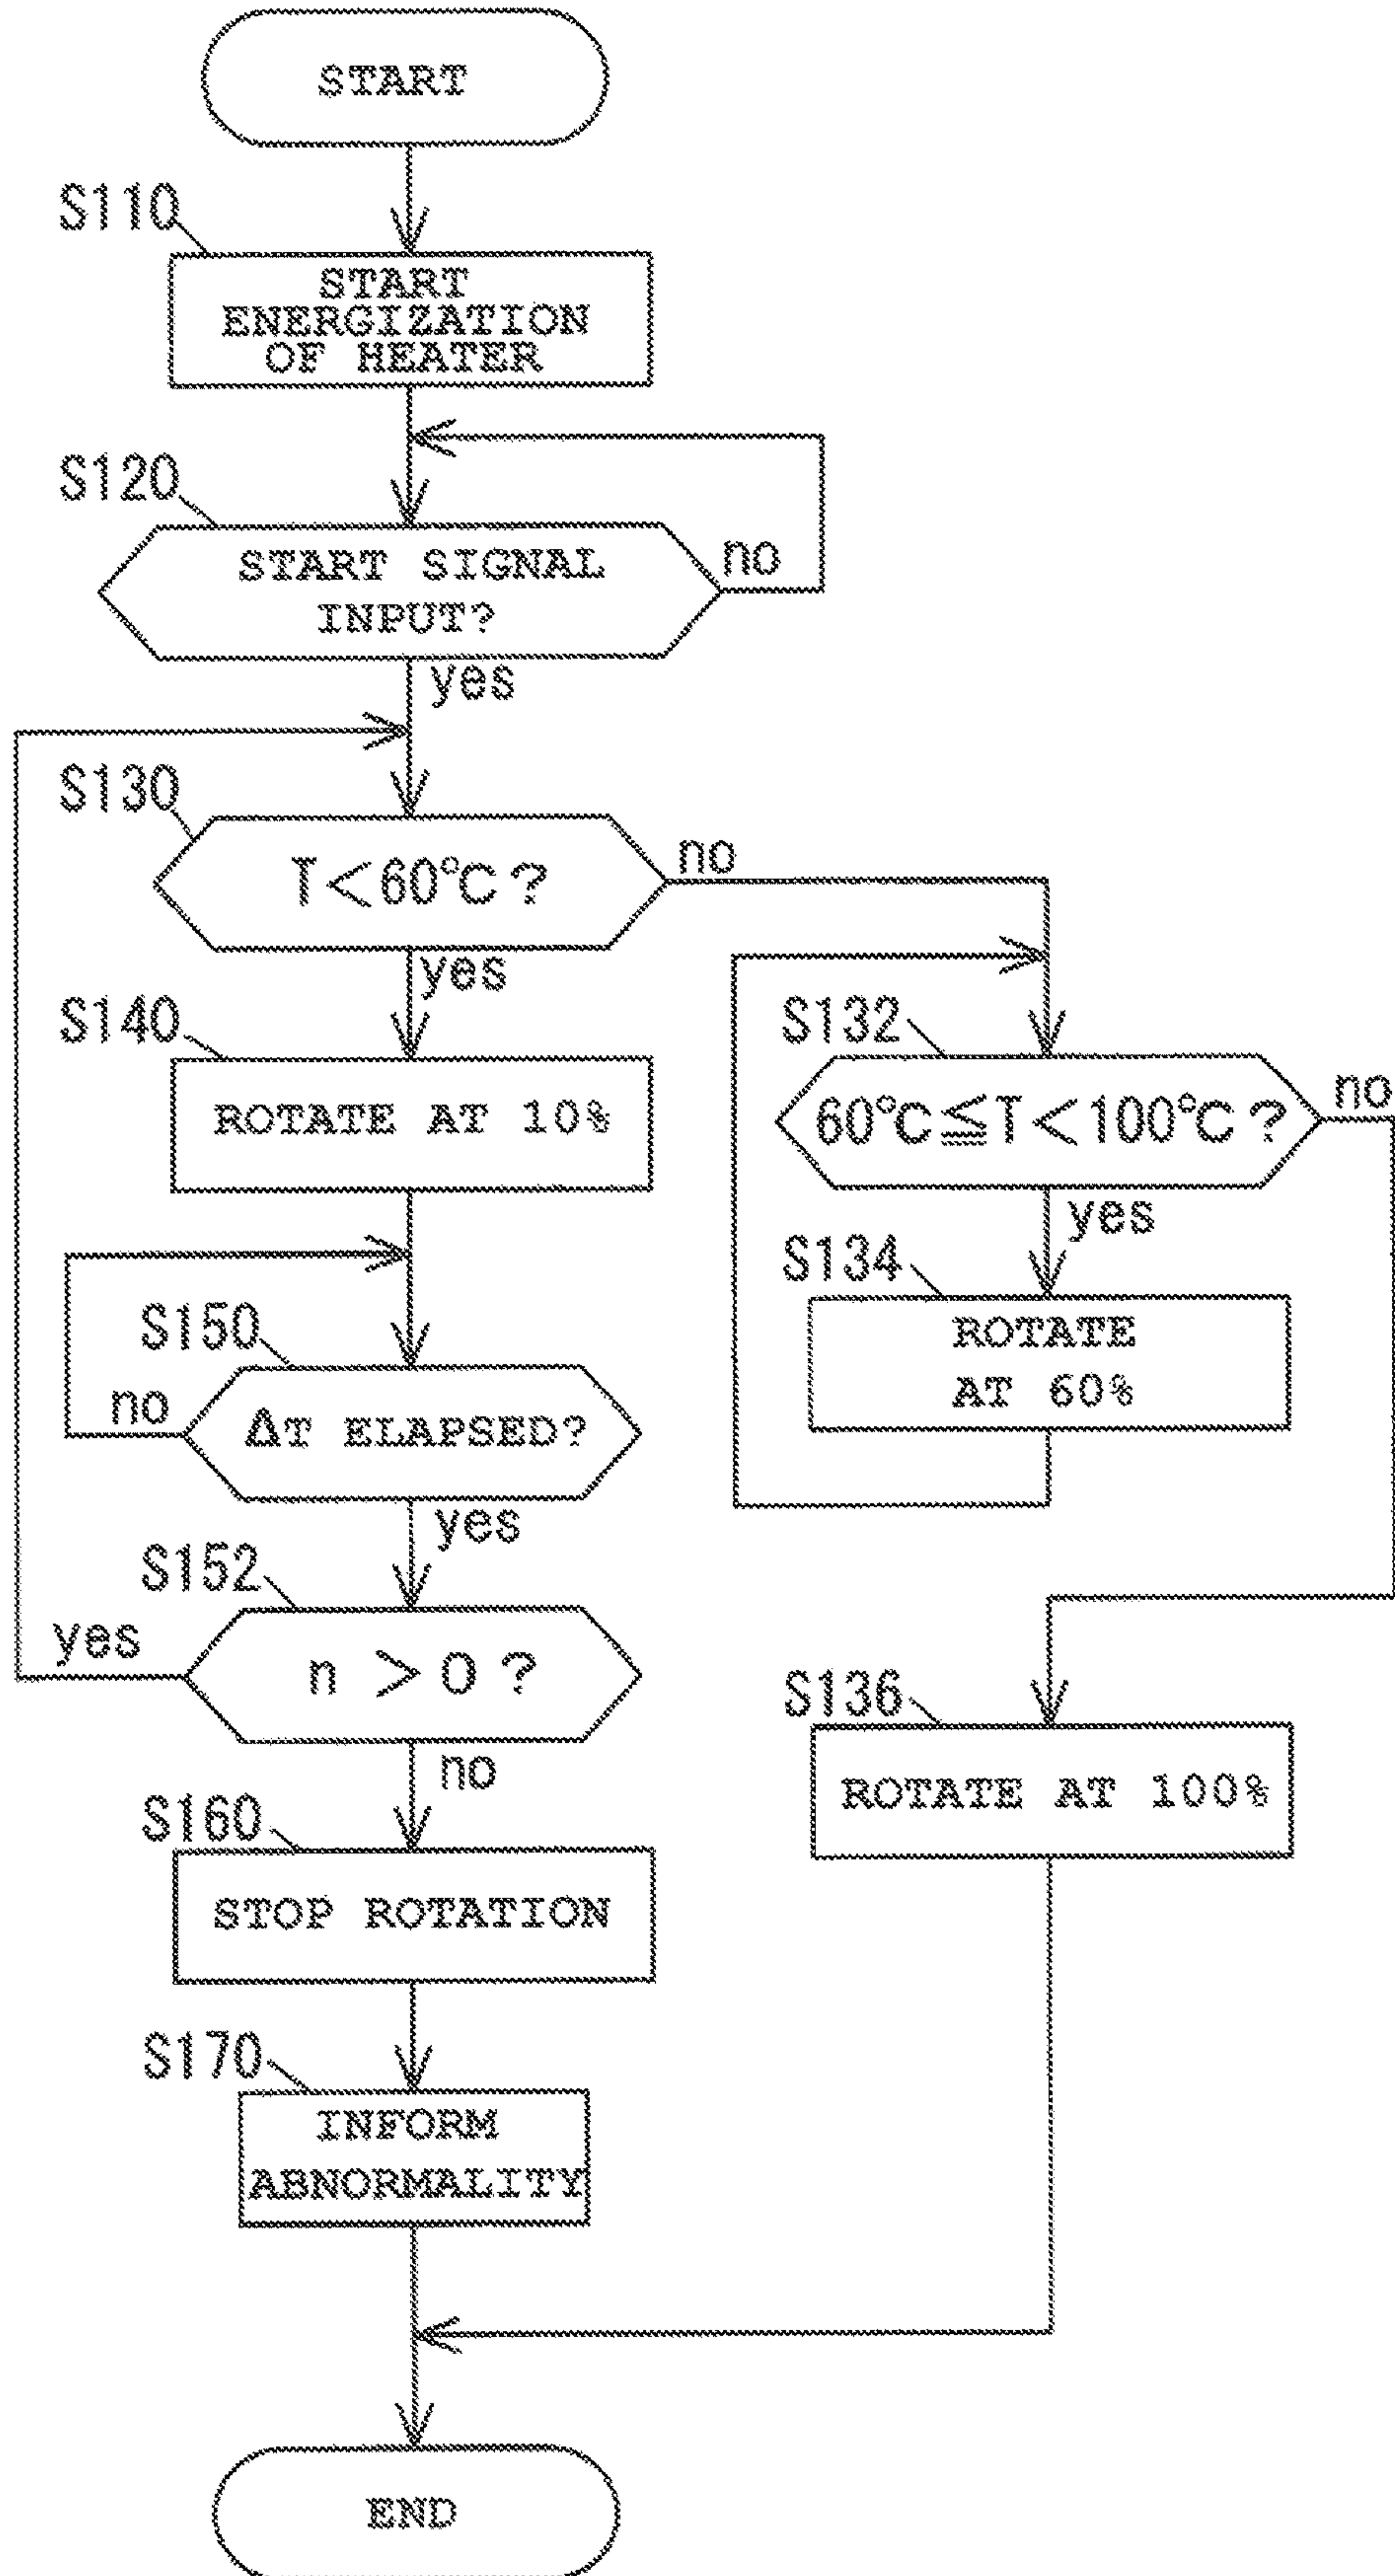 START
S110
START
ENERGIZATION
OF HEATER
S120
START SIGNAL
INPUT?
no
yes
S130
T<60°C?
no
yes
S140
ROTATE AT 10%
S132
60°C≦T<100°C?
no
yes
S134
ROTATE
AT 60%
S150
ΔT ELAPSED?
no
yes
S152
n >0?
yes
no
S136
ROTATE AT 100%
S160
STOP ROTATION
S170
INFORM
ABNORMALITY
END